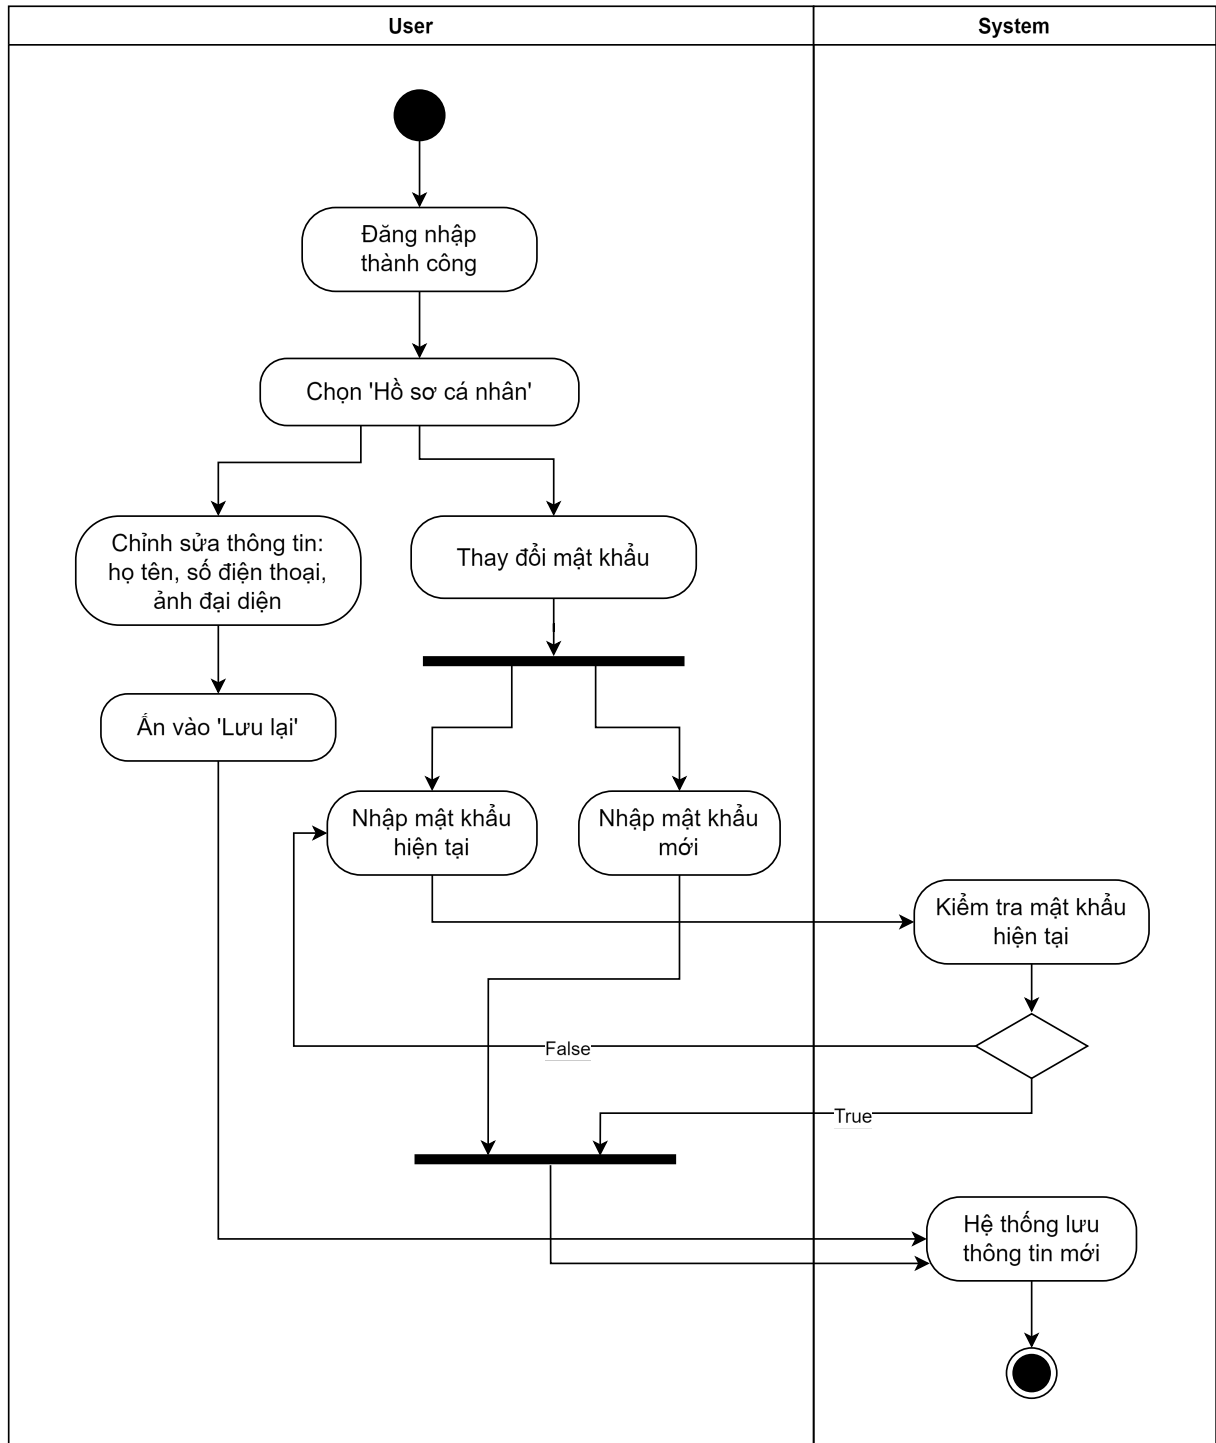 User
System
Đăng nhập
thành công
Chọn 'Hồ sơ cá nhân'
Chỉnh sửa thông tin:
họ tên, số điện thoại,
ảnh đại diện
Thay đổi mật khẩu
Ấn vào 'Lưu lại'
Nhập mật khẩu
hiện tại
Nhập mật khẩu
mới
Kiểm tra mật khẩu
hiện tại
False
True
Hệ thống lưu
thông tin mới